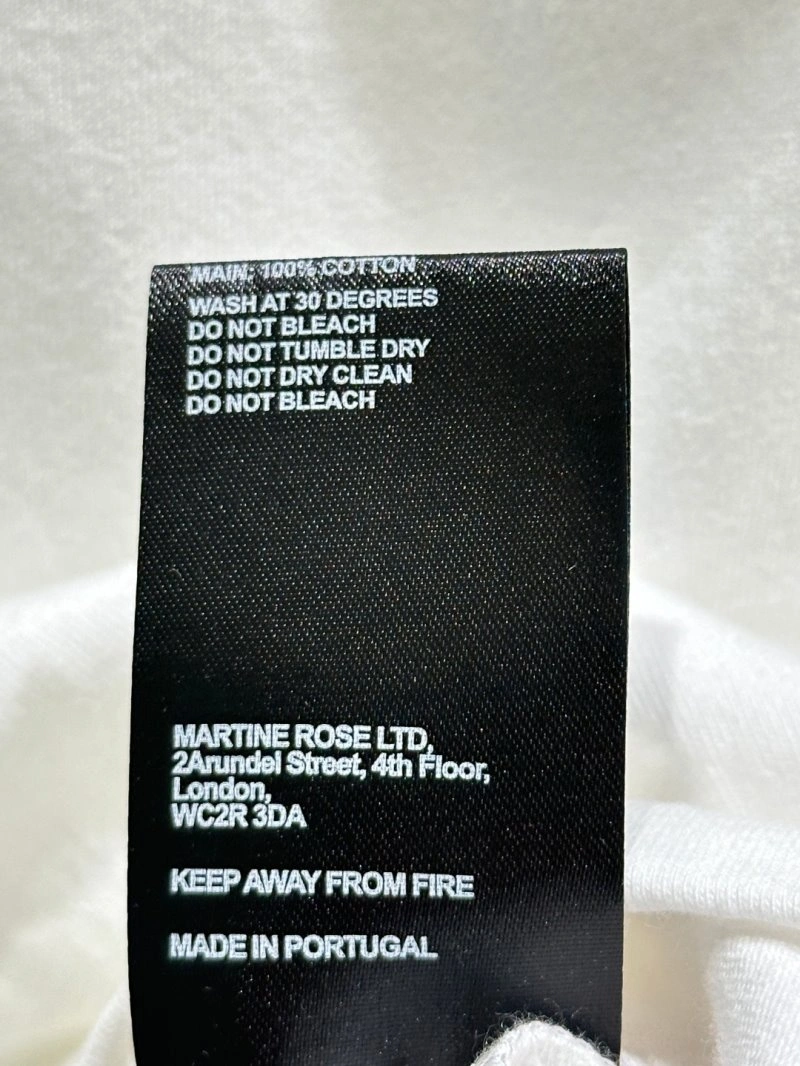 MAIN: 100% COTTON
WASH AT 30 DEGREES
DO NOT BLEACH
DO NOT TUMBLE DRY
DO NOT DRY CLEAN
DO NOT BLEACH
MARTINE ROSE LTD,
2Arundel Street, 4th Floor,
London,
WC2R 3DA
KEEP AWAY FROM FIRE
MADE IN PORTUGAL